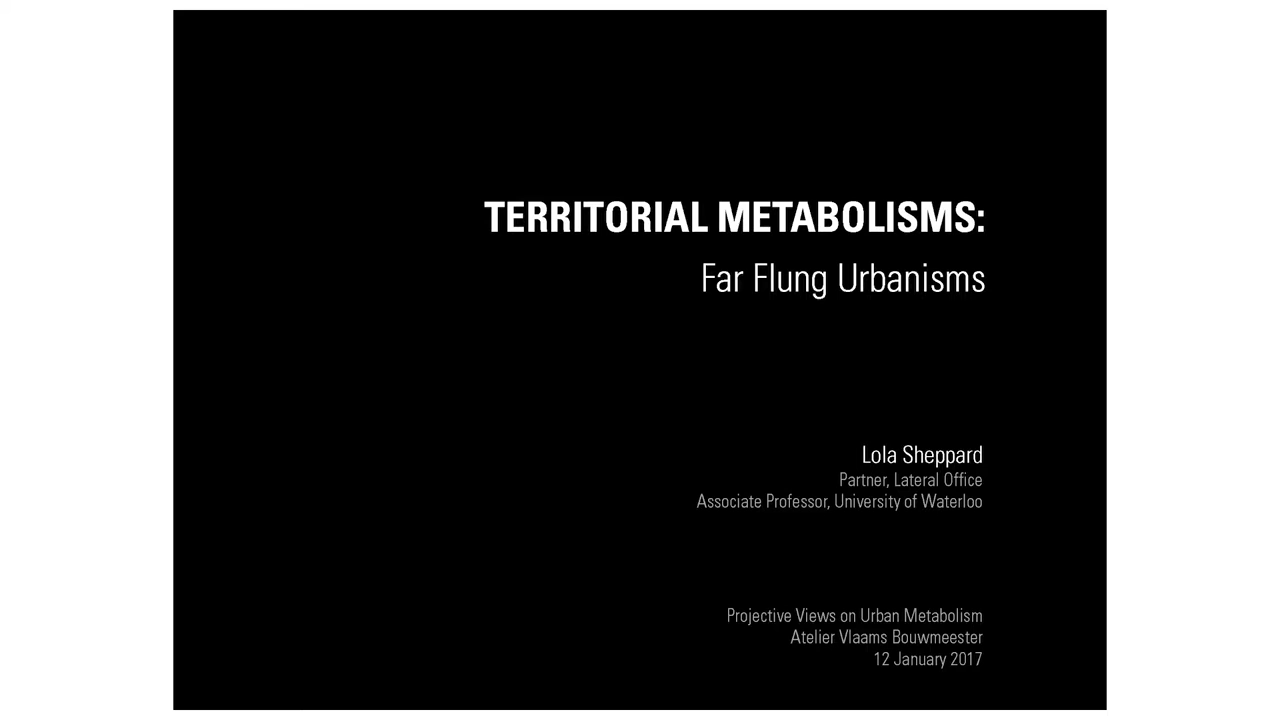 TERRITORIAL METABOLISMS:
Far Flung Urbanisms
Lola Sheppard
Partner, Lateral Office
Associate Professor, University of Waterloo
Projective Views on Urban Metabolism
Atelier Vlaams Bouwmeester
12 January 2017